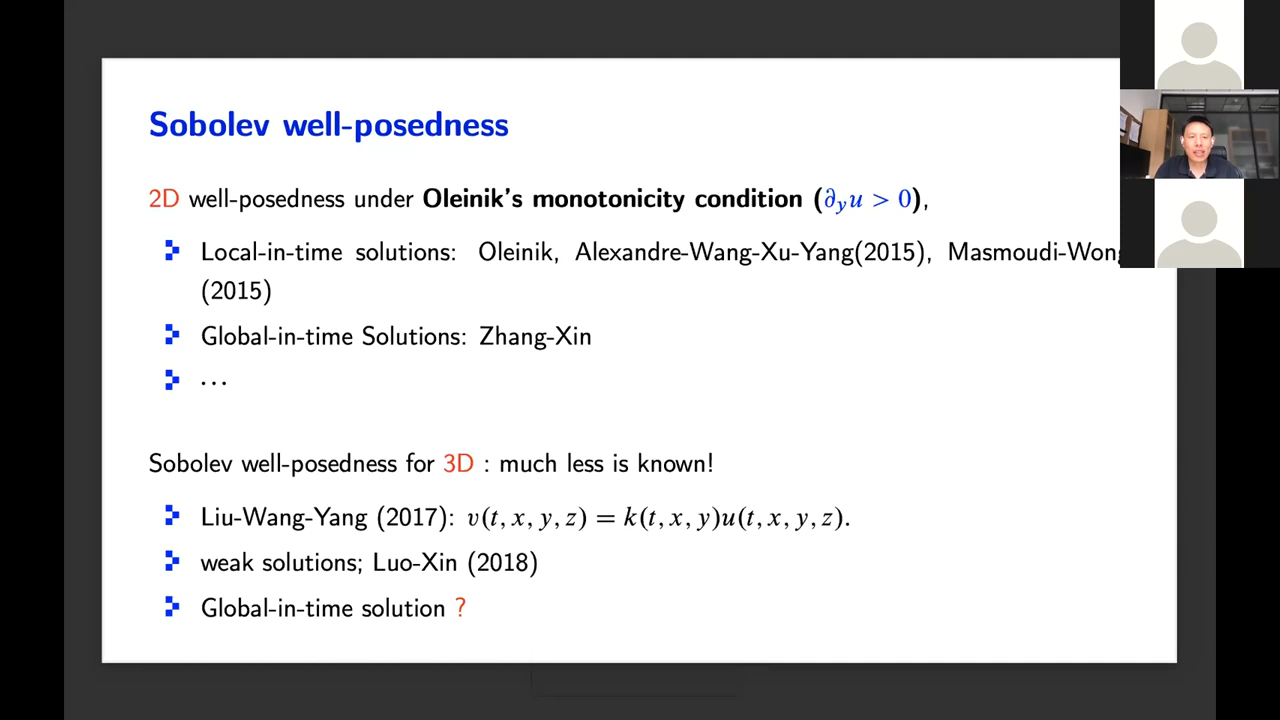 Sobolev well-posedness
2D well-posedness under Oleinik's monotonicity condition (∂_y u > 0),
Local-in-time solutions: Oleinik, Alexandre-Wang-Xu-Yang(2015), Masmoudi-Wong
(2015)
Global-in-time Solutions: Zhang-Xin
···
Sobolev well-posedness for 3D : much less is known!
Liu-Wang-Yang (2017): v(t, x, y, z) = k(t, x, y)u(t, x, y, z).
weak solutions; Luo-Xin (2018)
Global-in-time solution ?